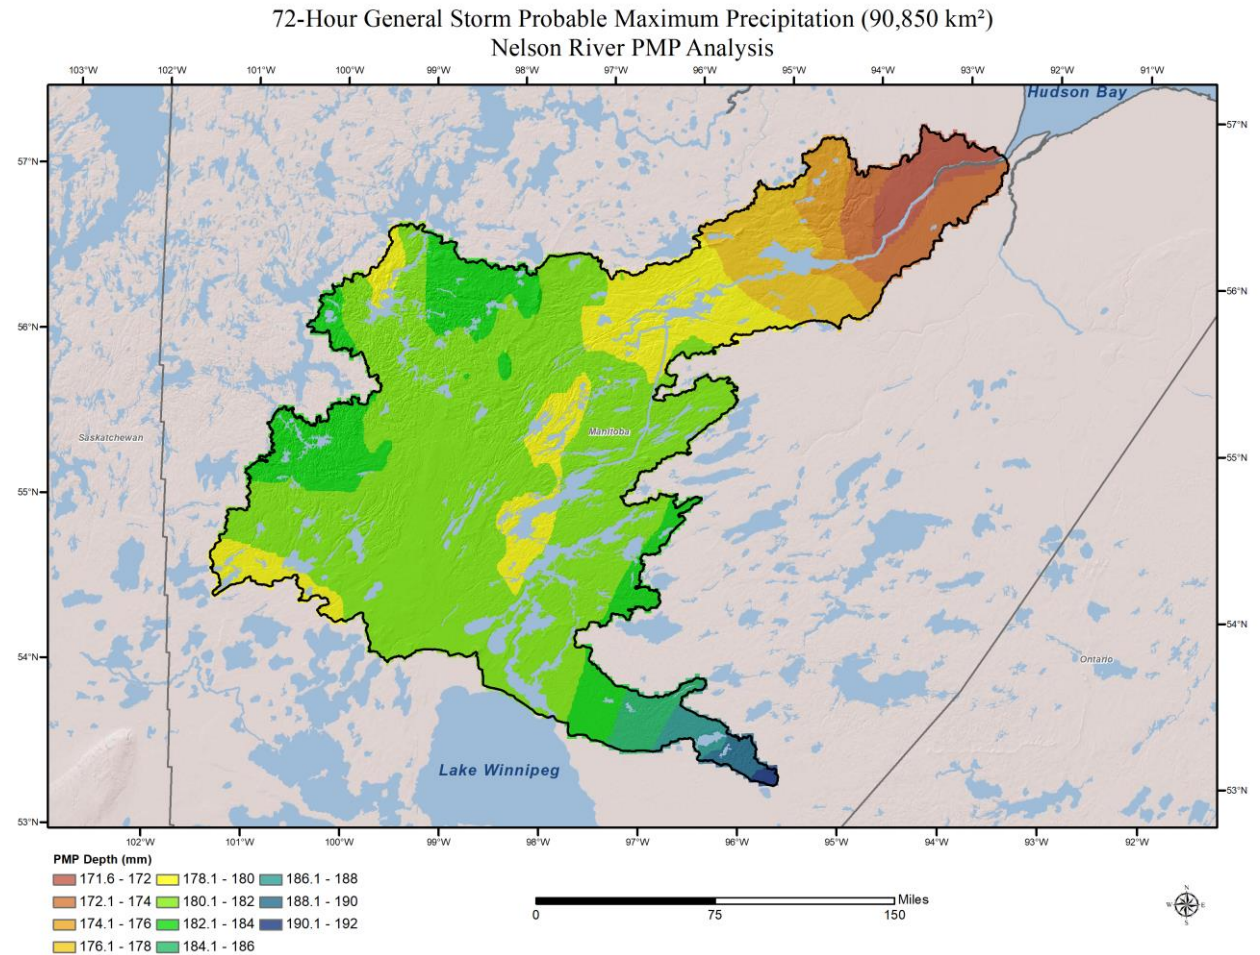 72-Hour General Storm Probable Maximum Precipitation (90,850 km²)
Nelson River PMP Analysis
103°W 102°W 101°W 100°W 99°W 98°W 97°W 96°W 95°W 94°W 93°W 92°W 91°W
Hudson Bay
57°N 57°N
56°N 56°N
Saskatchewan Manitoba
55°N 55°N
54°N 54°N
Ontario
Lake Winnipeg
53°N 53°N
102°W 101°W 100°W 99°W 98°W 97°W 96°W 95°W 94°W 93°W 92°W
PMP Depth (mm)
171.6 - 172 178.1 - 180 186.1 - 188
172.1 - 174 180.1 - 182 188.1 - 190
174.1 - 176 182.1 - 184 190.1 - 192
176.1 - 178 184.1 - 186
Miles
0 75 150
N
W E
S